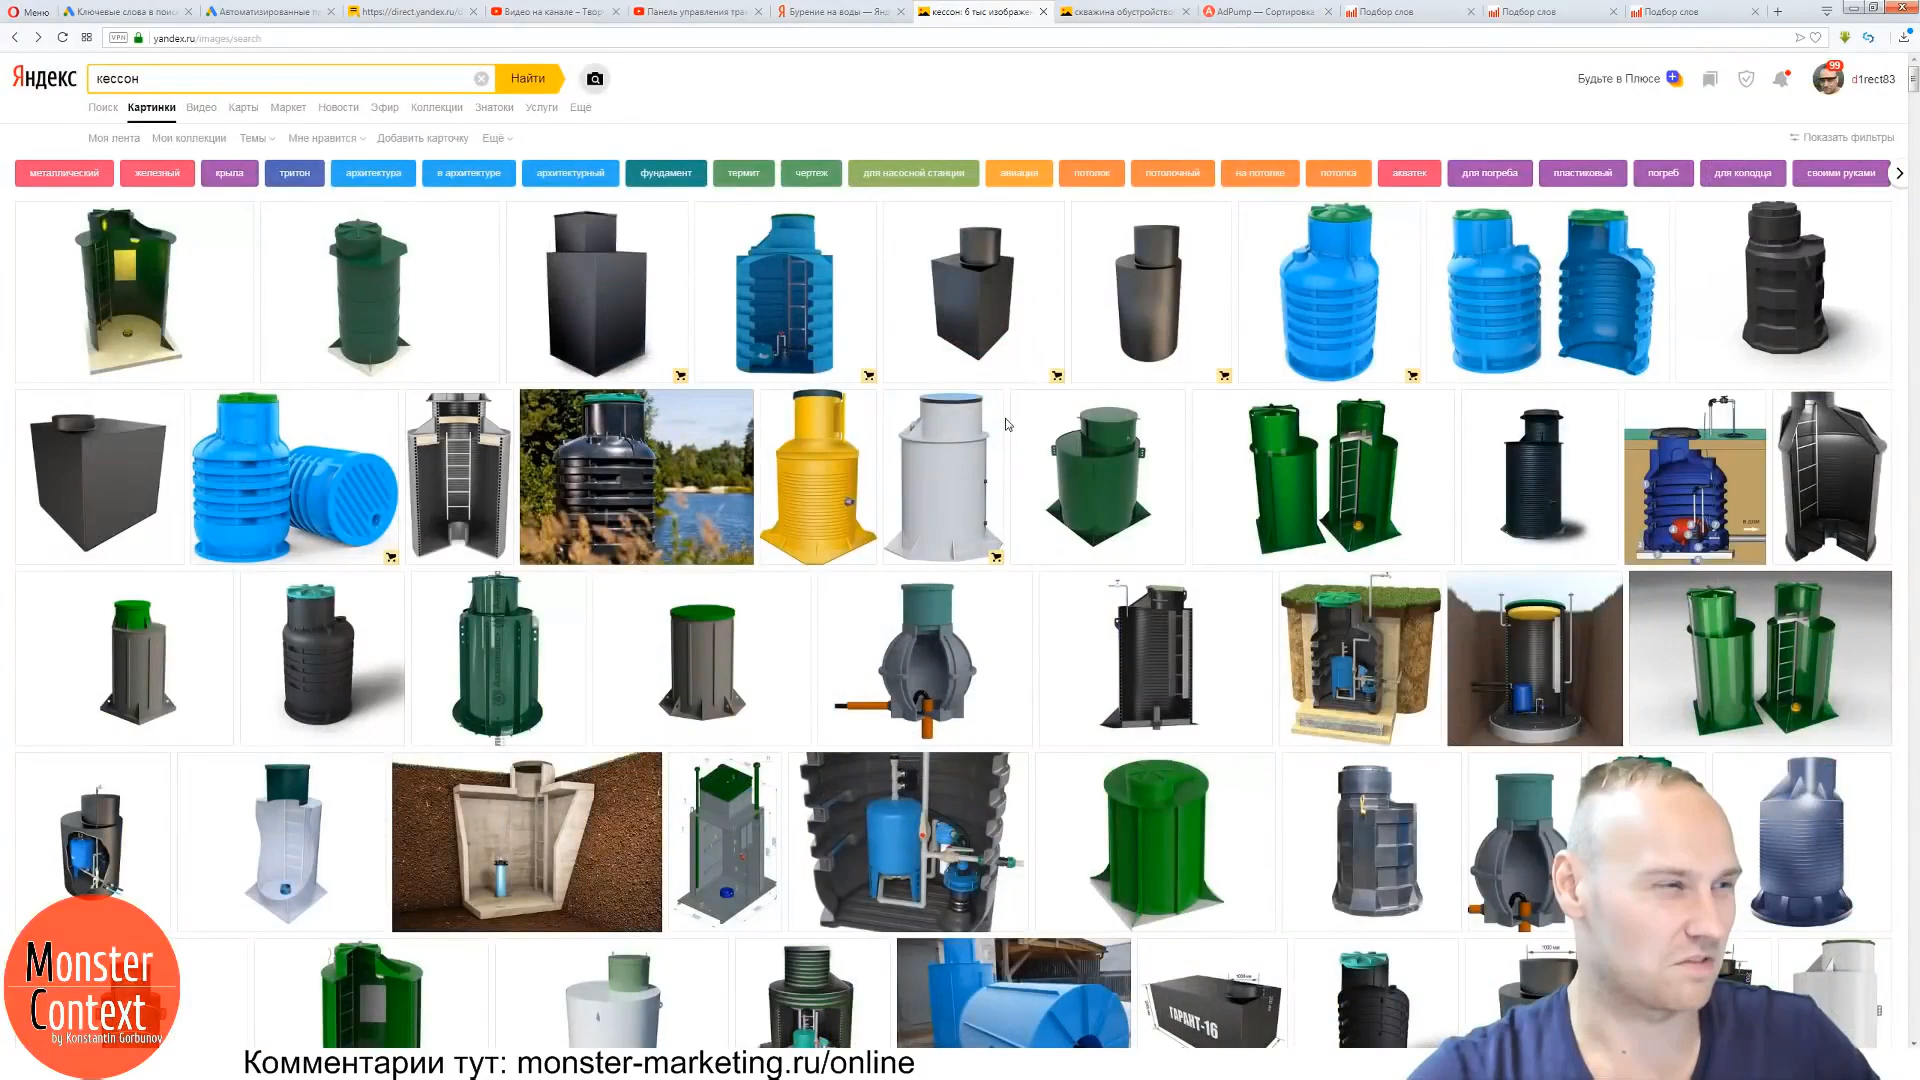 Меню
Ключевые слова в поиск
Автоматизированные п
https://direct.yandex.ru/d
Видео на канале – Твор
Панель управления тра
Бурение на воды — Янд
кессон: 6 тыс изображе
скважина обустройство
AdPump — Сортировка
Подбор слов
Подбор слов
Подбор слов
VPN
yandex.ru/images/search
Яндекс
кессон
Найти
Будьте в Плюсе
99
d1rect83
Поиск Картинки Видео Карты Маркет Новости Эфир Коллекции Знатоки Услуги Ещё
Моя лента Мои коллекции Темы Мне нравится Добавить карточку Ещё
Показать фильтры
металлический железный крыла тритон архитектура в архитектуре архитектурный фундамент термит чертеж для насосной станции авиация потолок потолочный на потолке потолка акватек для погреба пластиковый погреб для колодца своими руками
ГАРАНТ-16
Monster
Context
by Konstantin Gorbunov
Комментарии тут: monster-marketing.ru/online